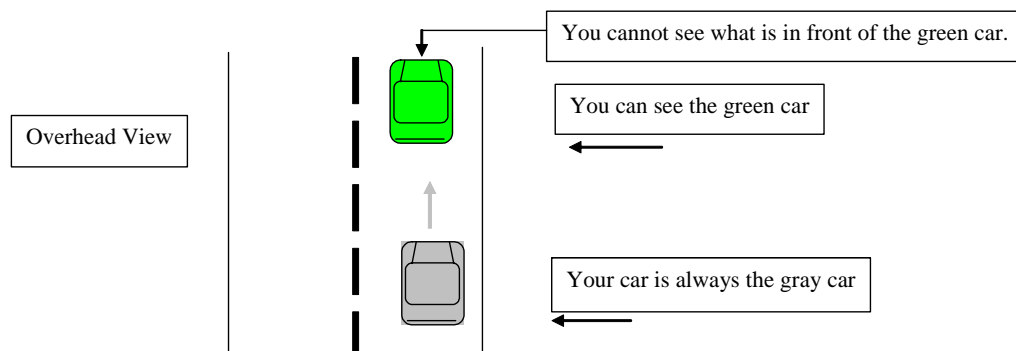 You cannot see what is in front of the green car.
You can see the green car
Overhead View
Your car is always the gray car